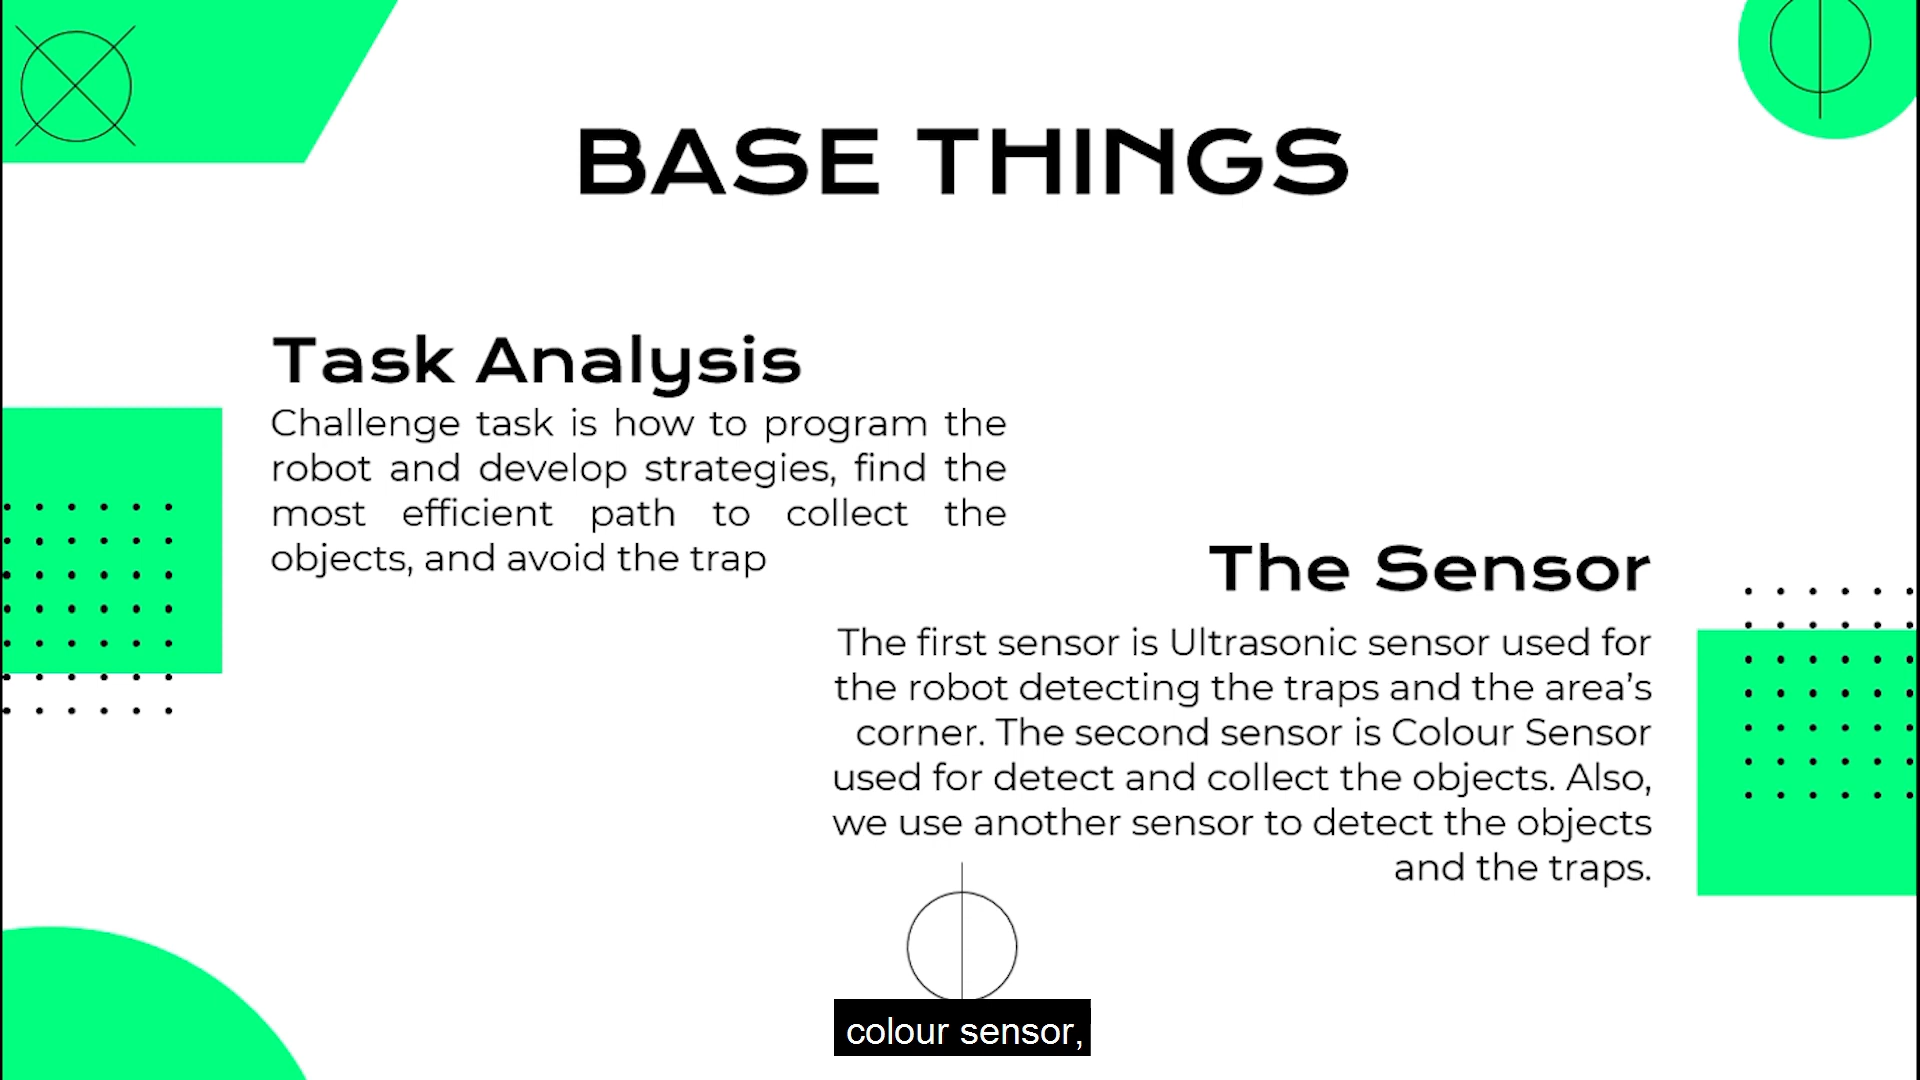 BASE THINGS
Task Analysis
Challenge task is how to program the
robot and develop strategies, find the
most efficient path to collect the
objects, and avoid the trap
The Sensor
The first sensor is Ultrasonic sensor used for
the robot detecting the traps and the area’s
corner. The second sensor is Colour Sensor
used for detect and collect the objects. Also,
we use another sensor to detect the objects
and the traps.
colour sensor,